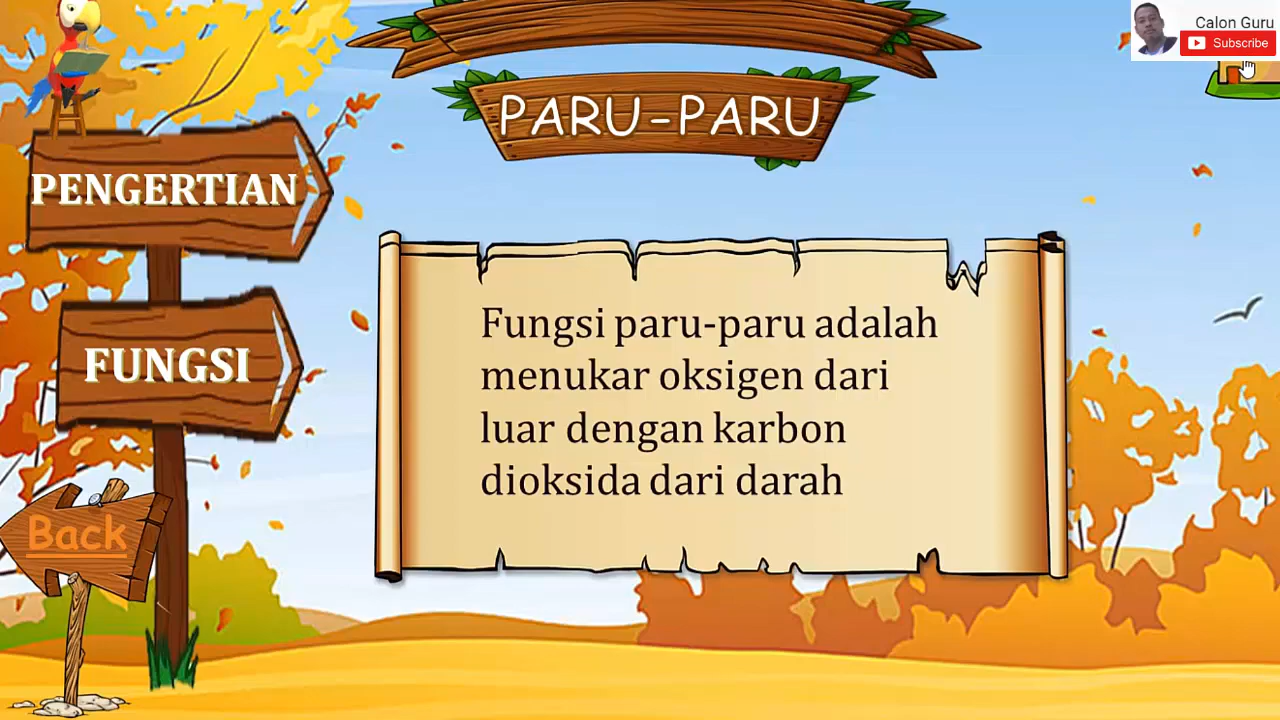 Calon Guru
Subscribe
PARU-PARU
PENGERTIAN
FUNGSI
Back
Fungsi paru-paru adalah
menukar oksigen dari
luar dengan karbon
dioksida dari darah